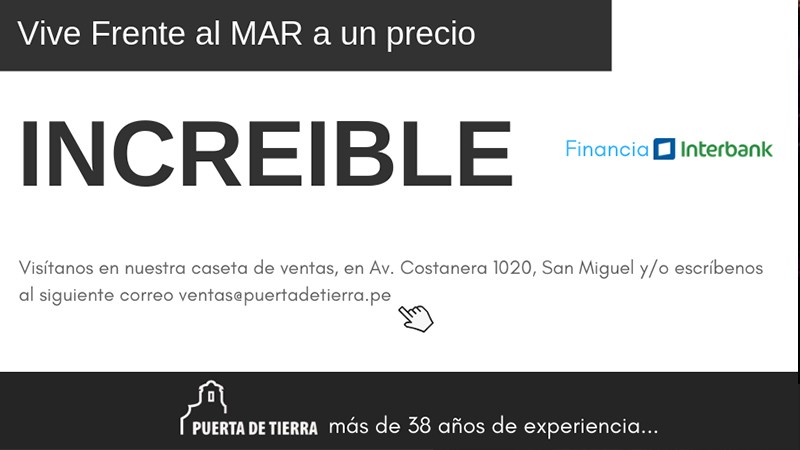 Vive Frente al MAR a un precio
INCREIBLE
Financia Interbank
Visítanos en nuestra caseta de ventas, en Av. Costanera 1020, San Miguel y/o escríbenos
al siguiente correo ventas@puertadetierra.pe
PUERTA DE TIERRA más de 38 años de experiencia...